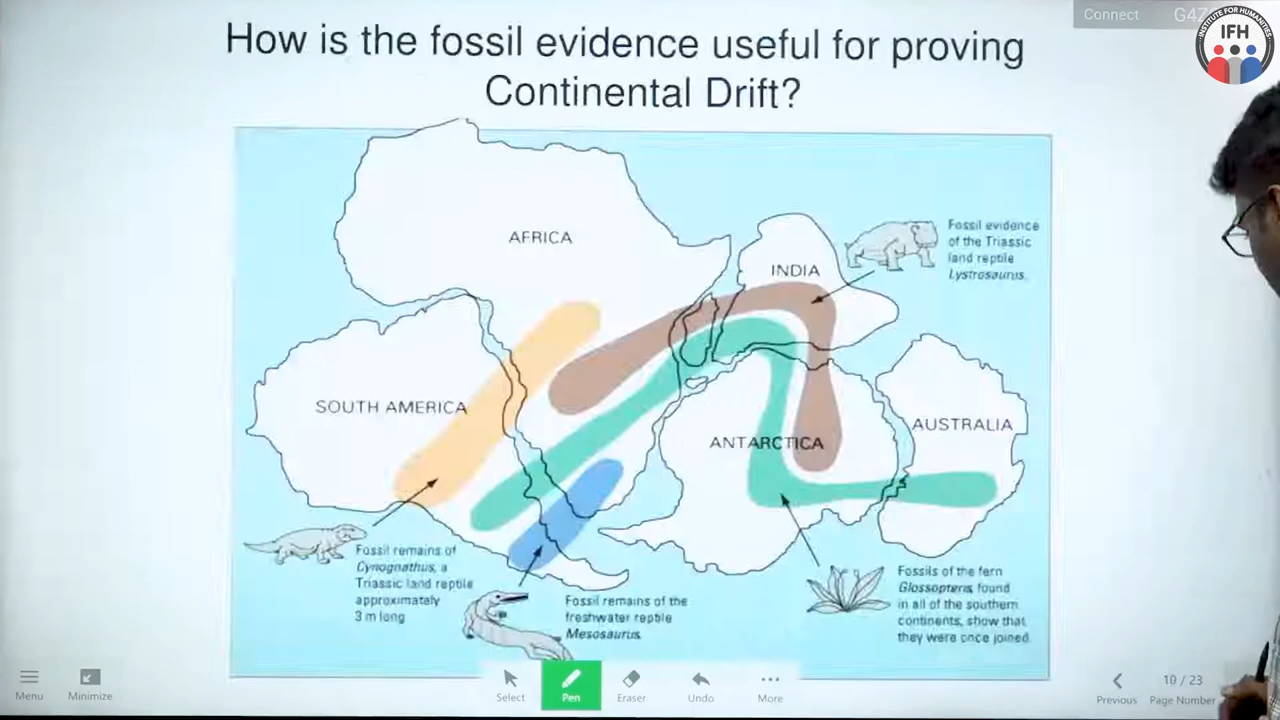 How is the fossil evidence useful for proving
Continental Drift?
Connect
INSTITUTE FOR HUMANITIES
IFH
AFRICA
INDIA
Fossil evidence
of the Triassic
land reptile
Lystrosaurus.
SOUTH AMERICA
ANTARCTICA
AUSTRALIA
Fossil remains of
Cynognathus, a
Triassic land reptile
approximately
3 m long
Fossil remains of the
freshwater reptile
Mesosaurus.
Fossils of the fern
Glossopteris, found
in all of the southern
continents, show that
they were once joined.
Menu
Minimize
Select
Pen
Eraser
Undo
More
Previous
10 / 23
Page Number